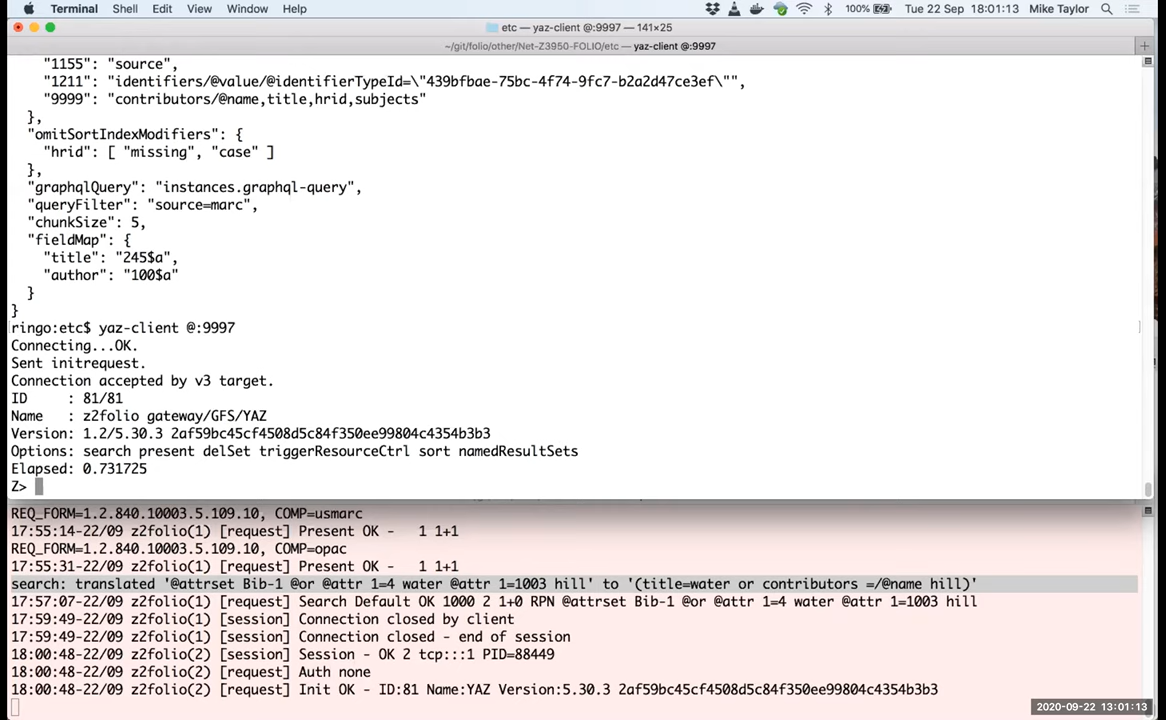 Terminal Shell Edit View Window Help 100% Tue 22 Sep 18:01:13 Mike Taylor
etc — yaz-client @:9997 — 141×25
~/git/folio/other/Net-Z3950-FOLIO/etc — yaz-client @:9997
"1155": "source",
"1211": "identifiers/@value/@identifierTypeId=\"439bfbae-75bc-4f74-9fc7-b2a2d47ce3ef\"",
"9999": "contributors/@name,title,hrid,subjects"
},
"omitSortIndexModifiers": {
"hrid": [ "missing", "case" ]
},
"graphqlQuery": "instances.graphql-query",
"queryFilter": "source=marc",
"chunkSize": 5,
"fieldMap": {
"title": "245$a",
"author": "100$a"
}
}
ringo:etc$ yaz-client @:9997
Connecting...OK.
Sent initrequest.
Connection accepted by v3 target.
ID     : 81/81
Name   : z2folio gateway/GFS/YAZ
Version: 1.2/5.30.3 2af59bc45cf4508d5c84f350ee99804c4354b3b3
Options: search present delSet triggerResourceCtrl sort namedResultSets
Elapsed: 0.731725
Z>
REQ_FORM=1.2.840.10003.5.109.10, COMP=usmarc
17:55:14-22/09 z2folio(1) [request] Present OK -   1 1+1
REQ_FORM=1.2.840.10003.5.109.10, COMP=opac
17:55:31-22/09 z2folio(1) [request] Present OK -   1 1+1
search: translated '@attrset Bib-1 @or @attr 1=4 water @attr 1=1003 hill' to '(title=water or contributors =/@name hill)'
17:57:07-22/09 z2folio(1) [request] Search Default OK 1000 2 1+0 RPN @attrset Bib-1 @or @attr 1=4 water @attr 1=1003 hill
17:59:49-22/09 z2folio(1) [session] Connection closed by client
17:59:49-22/09 z2folio(1) [session] Connection closed - end of session
18:00:48-22/09 z2folio(2) [session] Session - OK 2 tcp:::1 PID=88449
18:00:48-22/09 z2folio(2) [request] Auth none
18:00:48-22/09 z2folio(2) [request] Init OK - ID:81 Name:YAZ Version:5.30.3 2af59bc45cf4508d5c84f350ee99804c4354b3b3
2020-09-22 13:01:13